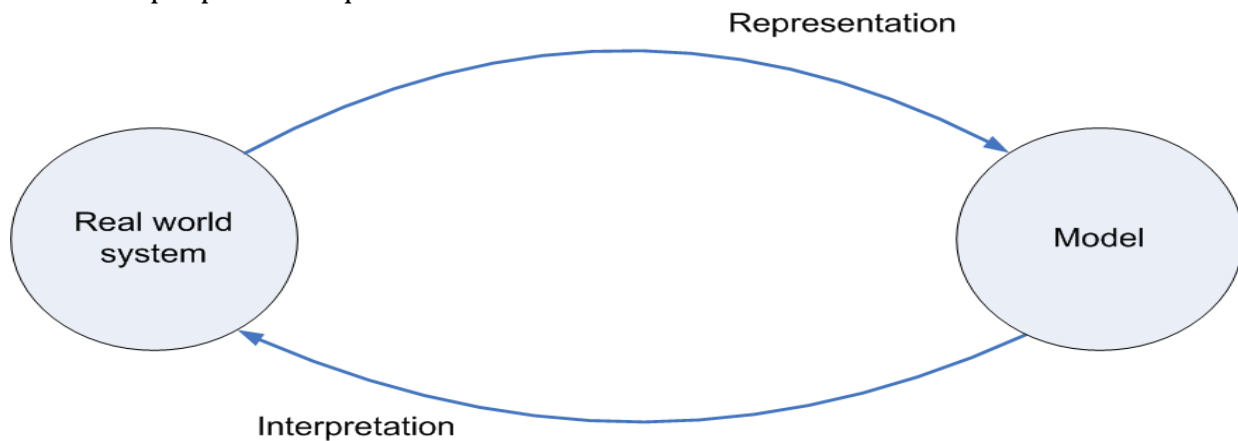 Representation
Real world
system
Model
Interpretation